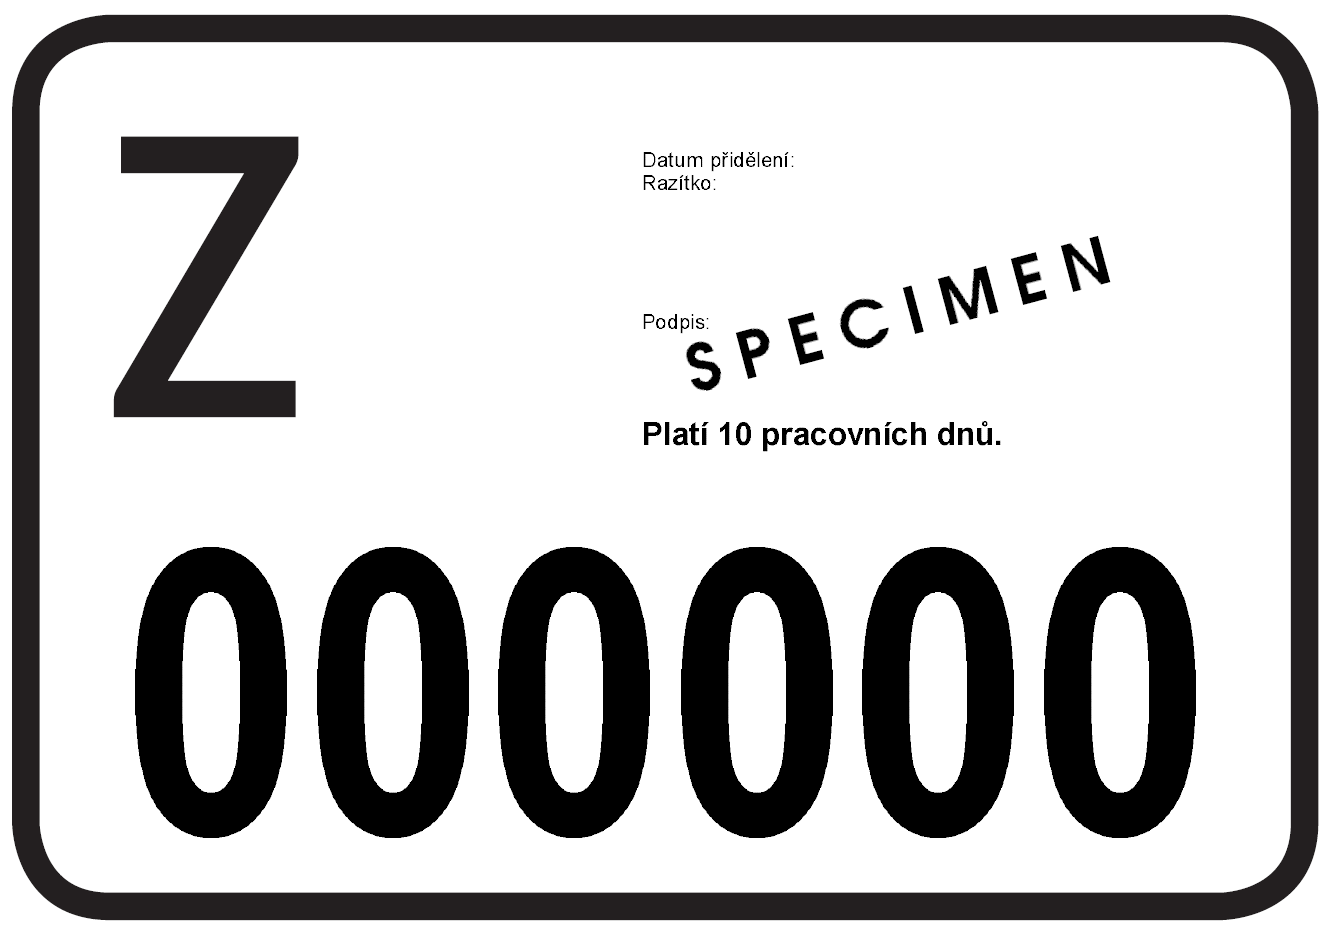 Z
Datum přidělení:
Razítko:
Podpis:
SPECIMEN
Platí 10 pracovních dnů.
000000